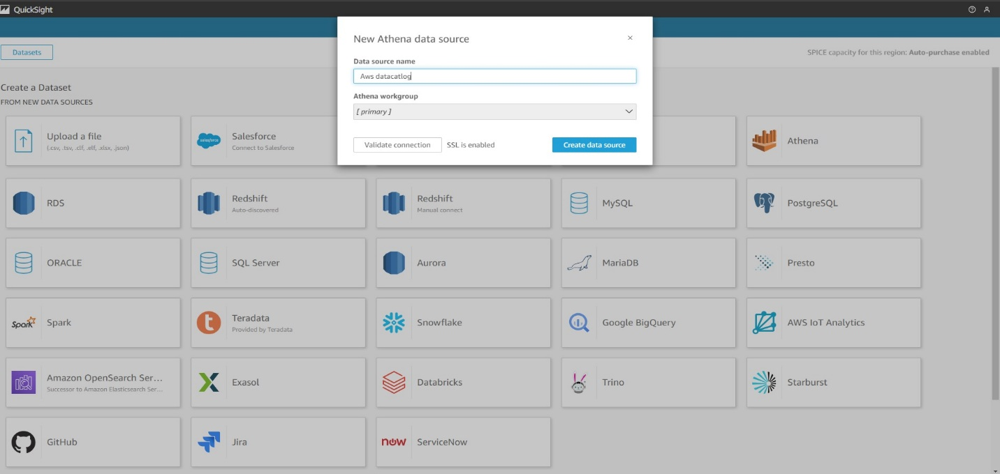 QuickSight
New Athena data source
Data source name
Aws datacatlog
Athena workgroup
[ primary ]
Validate connection
SSL is enabled
Create data source
Datasets
SPICE capacity for this region: Auto-purchase enabled
Create a Dataset
FROM NEW DATA SOURCES
Upload a file
(.csv, .tsv, .clf, .elf, .xlsx, .json)
salesforce
Salesforce
Connect to Salesforce
Athena
RDS
Redshift
Auto-discovered
Redshift
Manual connect
MySQL
PostgreSQL
ORACLE
SQL Server
Aurora
MariaDB
Presto
Spark
Spark
t
Teradata
Provided by Teradata
Snowflake
Google BigQuery
AWS IoT Analytics
Amazon OpenSearch Ser...
Successor to Amazon Elasticsearch Ser...
Exasol
Databricks
Trino
Starburst
GitHub
Jira
now
ServiceNow